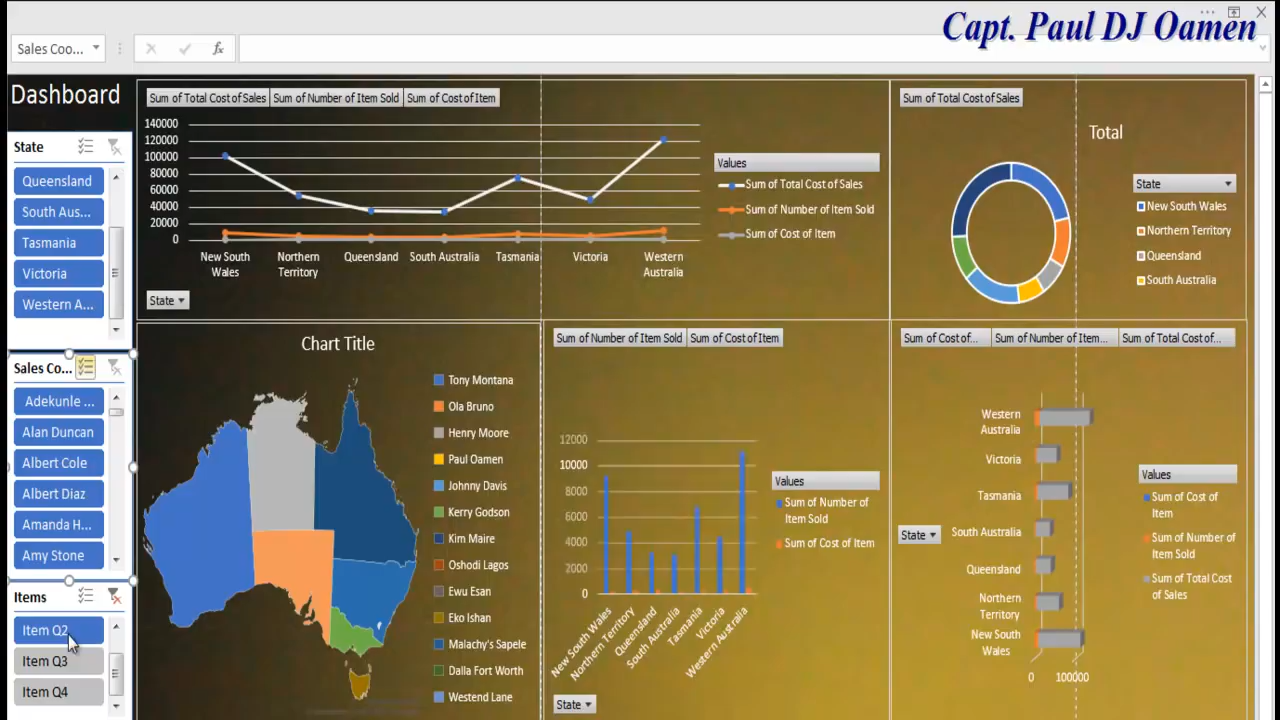 Capt. Paul DJ Oamen
Sales Coo...
fx
Dashboard
State
Queensland
South Aus...
Tasmania
Victoria
Western A...
Sales Co...
Adekunle ...
Alan Duncan
Albert Cole
Albert Diaz
Amanda H...
Amy Stone
Items
Item Q2
Item Q3
Item Q4
Sum of Total Cost of Sales Sum of Number of Item Sold Sum of Cost of Item
140000
120000
100000
80000
60000
40000
20000
0
New South Wales
Northern Territory
Queensland
South Australia
Tasmania
Victoria
Western Australia
State
Values
Sum of Total Cost of Sales
Sum of Number of Item Sold
Sum of Cost of Item
Sum of Total Cost of Sales
Total
State
New South Wales
Northern Territory
Queensland
South Australia
Chart Title
Tony Montana
Ola Bruno
Henry Moore
Paul Oamen
Johnny Davis
Kerry Godson
Kim Maire
Oshodi Lagos
Ewu Esan
Eko Ishan
Malachy's Sapele
Dalla Fort Worth
Westend Lane
Sum of Number of Item Sold Sum of Cost of Item
12000
10000
8000
6000
4000
2000
0
New South Wales
Northern Territory
Queensland
South Australia
Tasmania
Victoria
Western Australia
State
Values
Sum of Number of
Item Sold
Sum of Cost of Item
Sum of Cost of... Sum of Number of Item... Sum of Total Cost of...
Western
Australia
Victoria
Tasmania
South Australia
Queensland
Northern
Territory
New South
Wales
0 100000
State
Values
Sum of Cost of
Item
Sum of Number of
Item Sold
Sum of Total Cost
of Sales